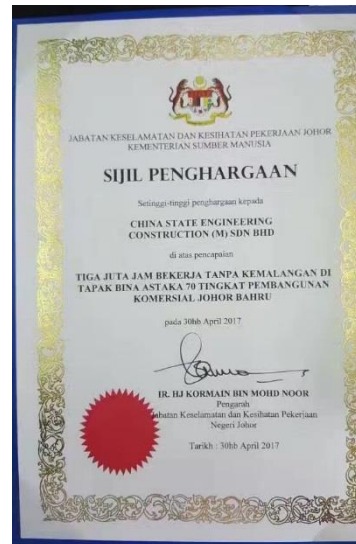 JABATAN KESELAMATAN DAN KESIHATAN PEKERJAAN JOHOR
KEMENTERIAN SUMBER MANUSIA
SIJIL PENGHARGAAN
Setinggi-tinggi penghargaan kepada
CHINA STATE ENGINEERING
CONSTRUCTION (M) SDN BHD
di atas pencapaian
TIGA JUTA JAM BEKERJA TANPA KEMALANGAN DI
TAPAK BINA ASTAKA 70 TINGKAT PEMBANGUNAN
KOMERSIAL JOHOR BAHRU
pada 30hb April 2017
IR. HJ KORMAIN BIN MOHD NOOR
Pengarah
Jabatan Keselamatan dan Kesihatan Pekerjaan
Negeri Johor
Tarikh : 30hb April 2017